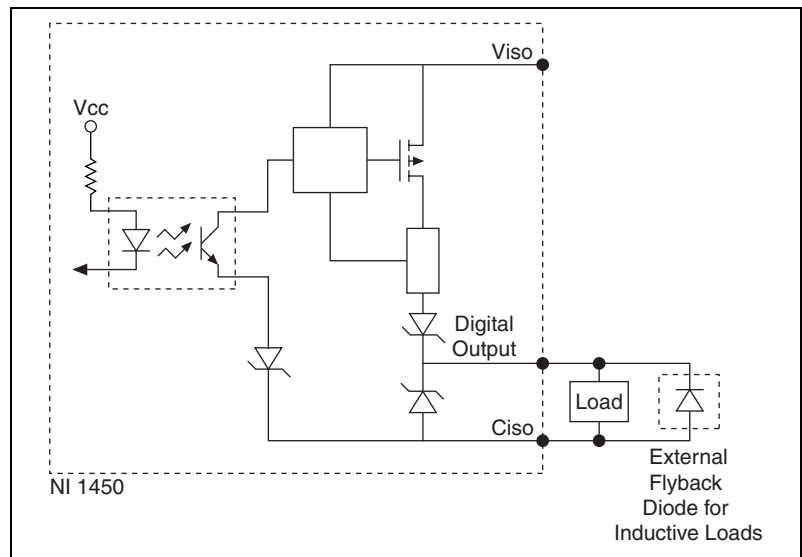 Viso
Vcc
Digital
Output
Load
Ciso
NI 1450
External
Flyback
Diode for
Inductive Loads